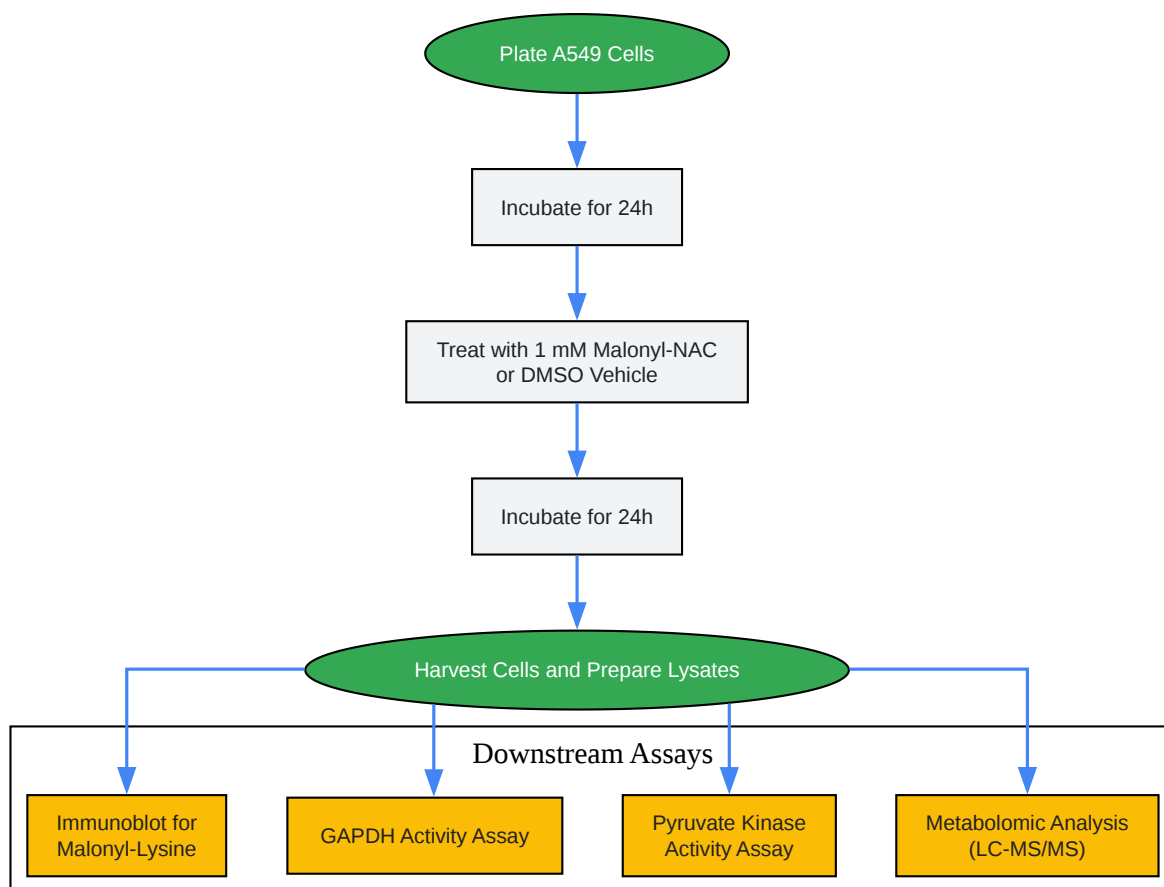 Plate A549 Cells
Incubate for 24h
Treat with 1 mM Malonyl-NAC
or DMSO Vehicle
Incubate for 24h
Harvest Cells and Prepare Lysates
Downstream Assays
Immunoblot for
Malonyl-Lysine
GAPDH Activity Assay
Pyruvate Kinase
Activity Assay
Metabolomic Analysis
(LC-MS/MS)